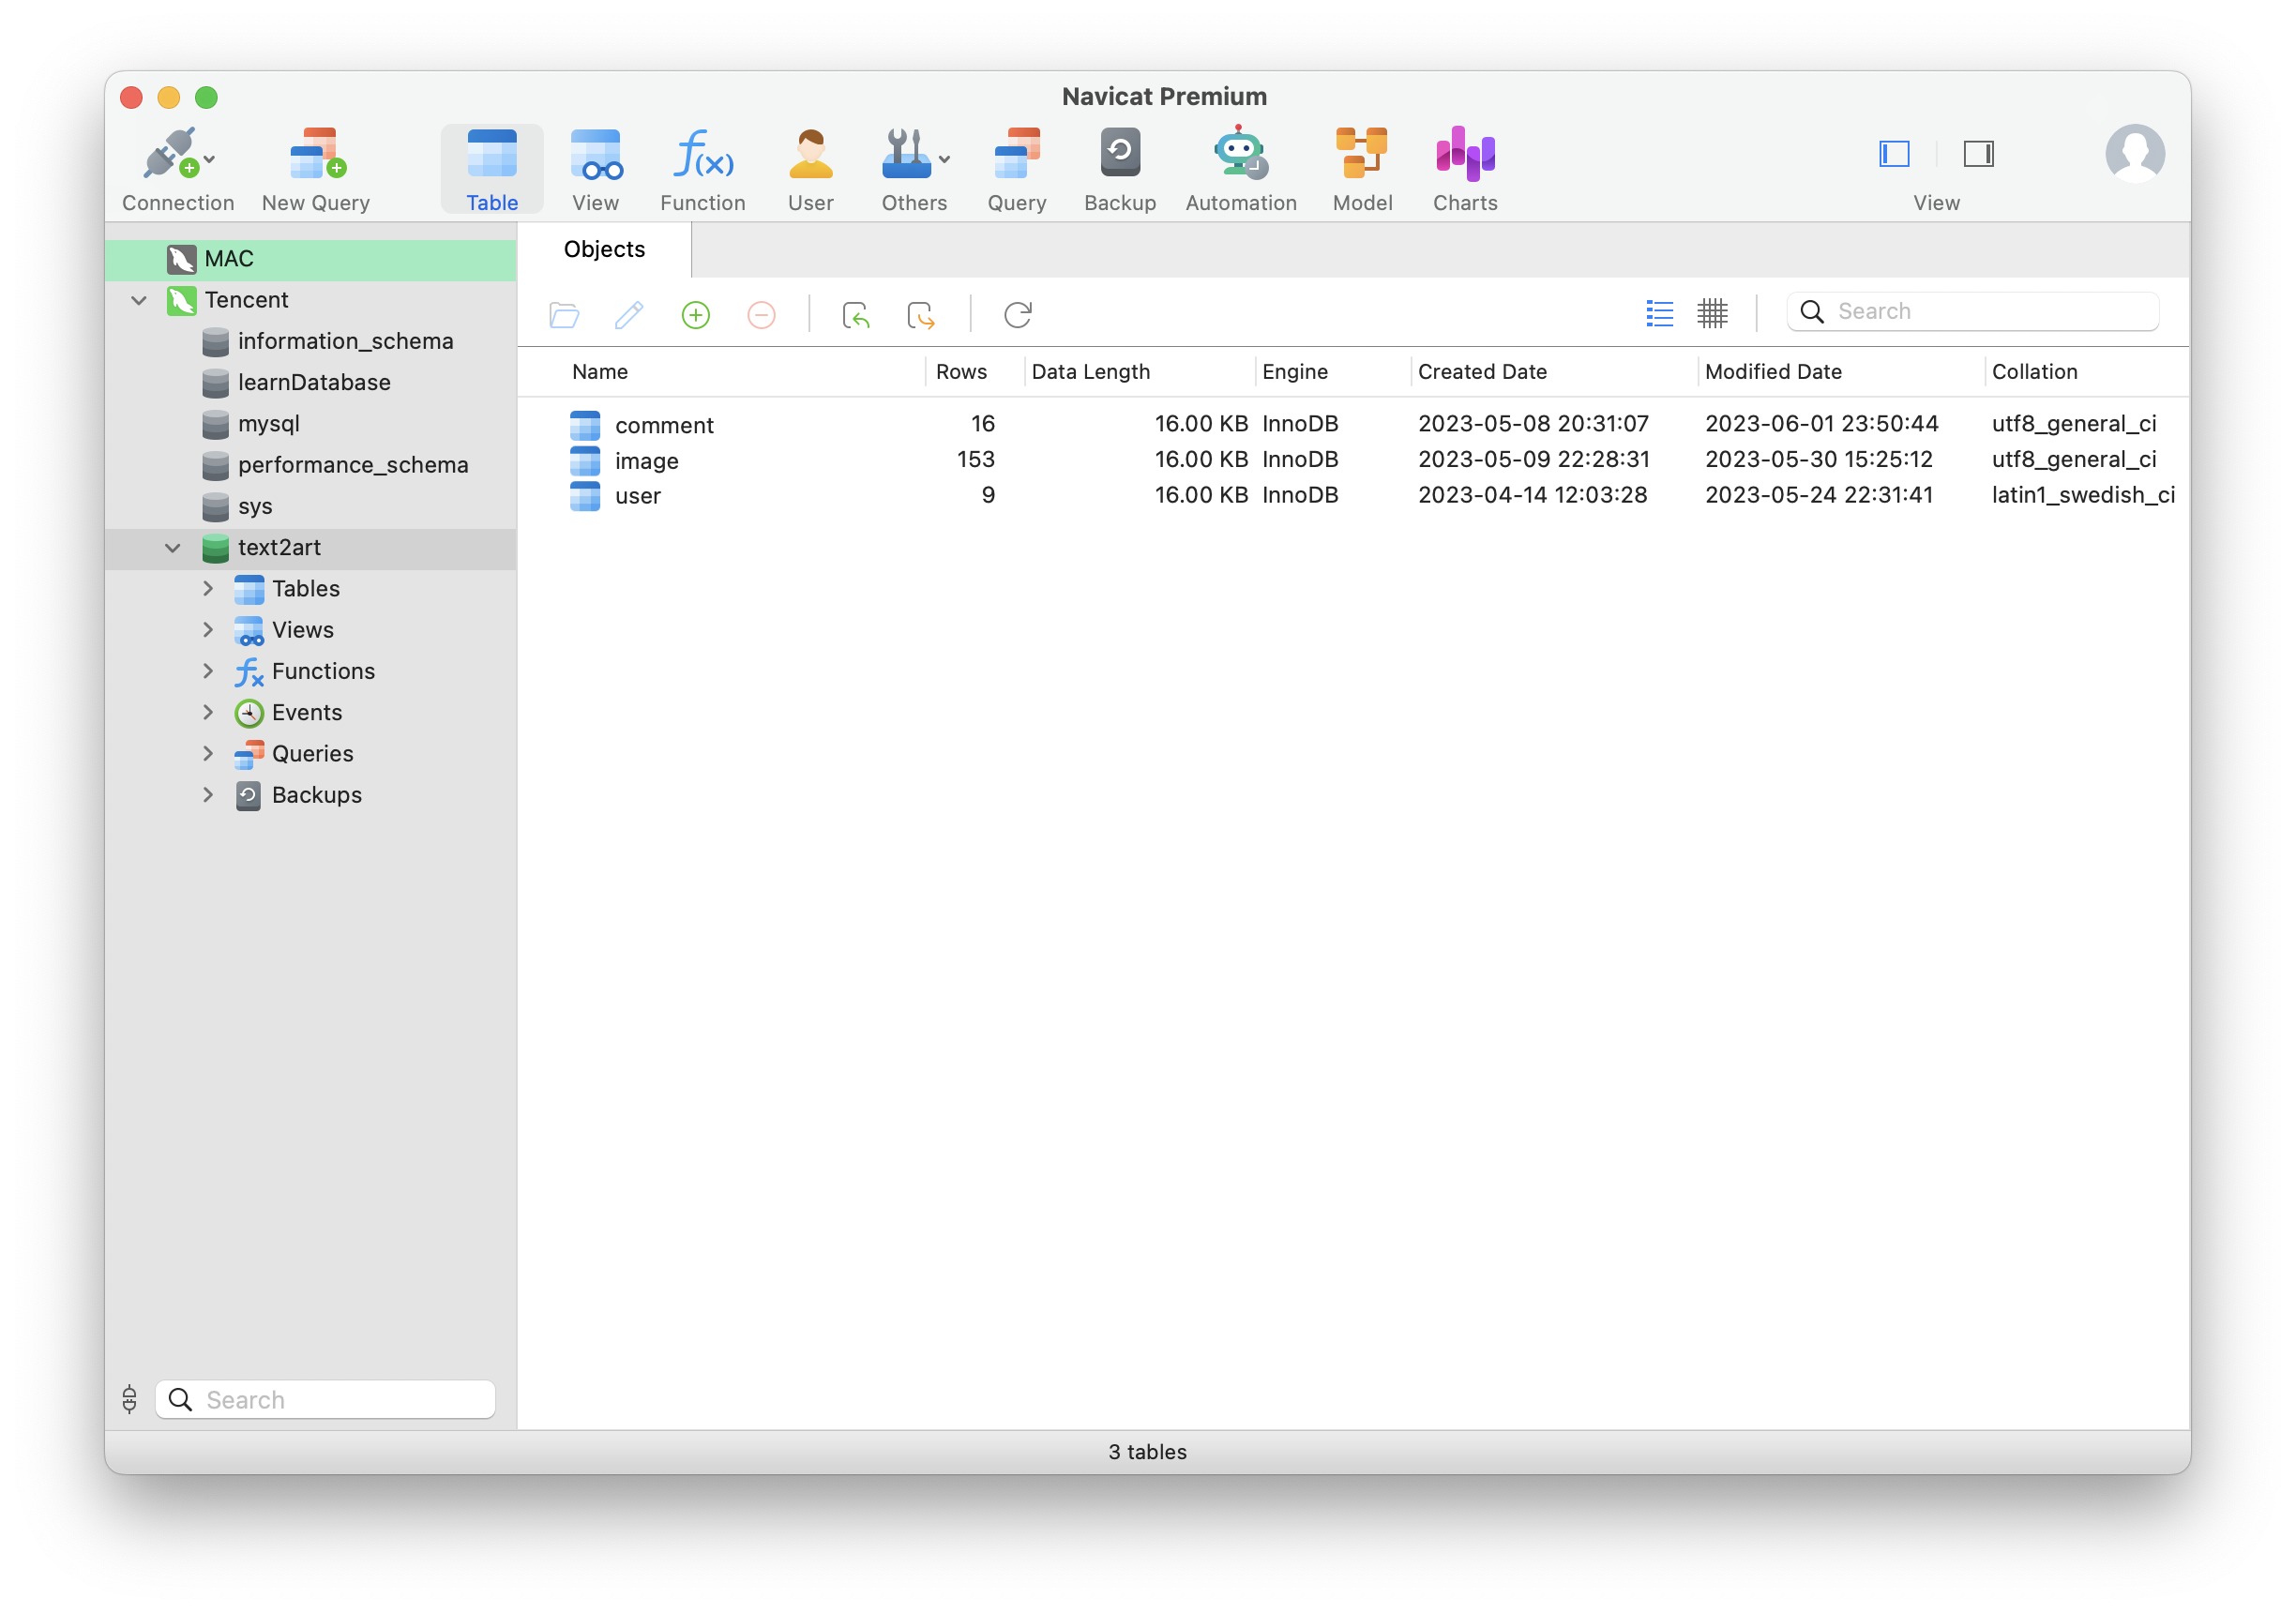 Navicat Premium
Connection New Query Table View Function User Others Query Backup Automation Model Charts View
MAC
Tencent
information_schema
learnDatabase
mysql
performance_schema
sys
text2art
Tables
Views
Functions
Events
Queries
Backups
Search
Objects
Search
Name Rows Data Length Engine Created Date Modified Date Collation
comment 16 16.00 KB InnoDB 2023-05-08 20:31:07 2023-06-01 23:50:44 utf8_general_ci
image 153 16.00 KB InnoDB 2023-05-09 22:28:31 2023-05-30 15:25:12 utf8_general_ci
user 9 16.00 KB InnoDB 2023-04-14 12:03:28 2023-05-24 22:31:41 latin1_swedish_ci
3 tables